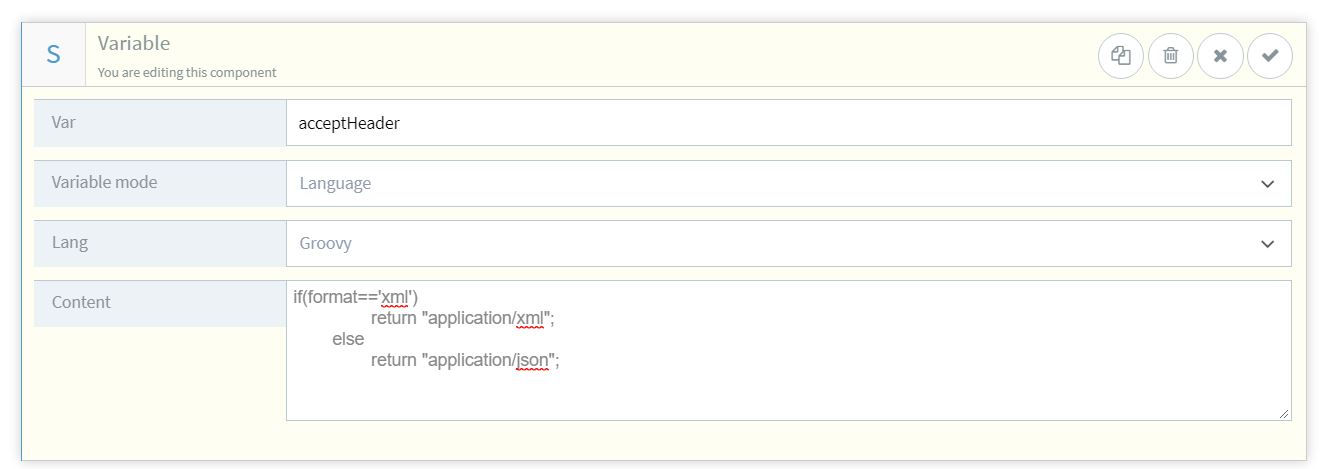 S
Variable
You are editing this component
Var
acceptHeader
Variable mode
Language
Lang
Groovy
Content
if(format=='xml')
return "application/xml";
else
return "application/json";